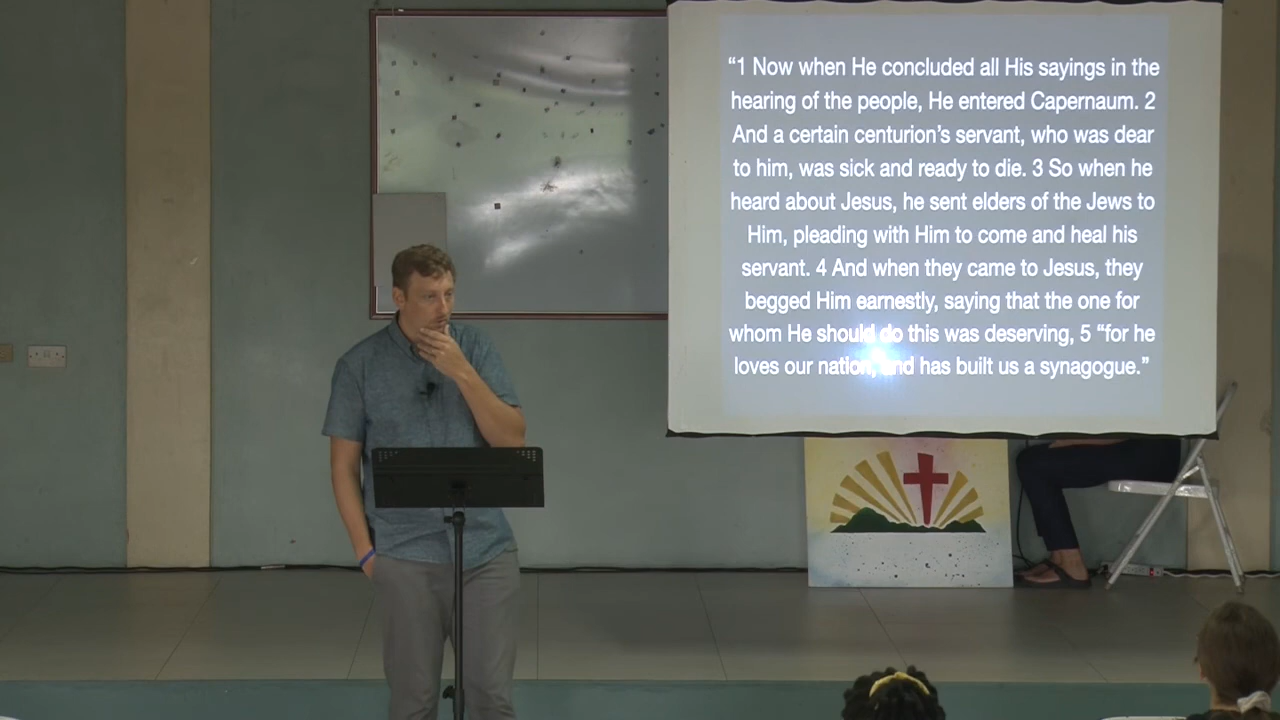 “1 Now when He concluded all His sayings in the
hearing of the people, He entered Capernaum. 2
And a certain centurion’s servant, who was dear
to him, was sick and ready to die. 3 So when he
heard about Jesus, he sent elders of the Jews to
Him, pleading with Him to come and heal his
servant. 4 And when they came to Jesus, they
begged Him earnestly, saying that the one for
whom He should do this was deserving, 5 “for he
loves our nation, and has built us a synagogue.”